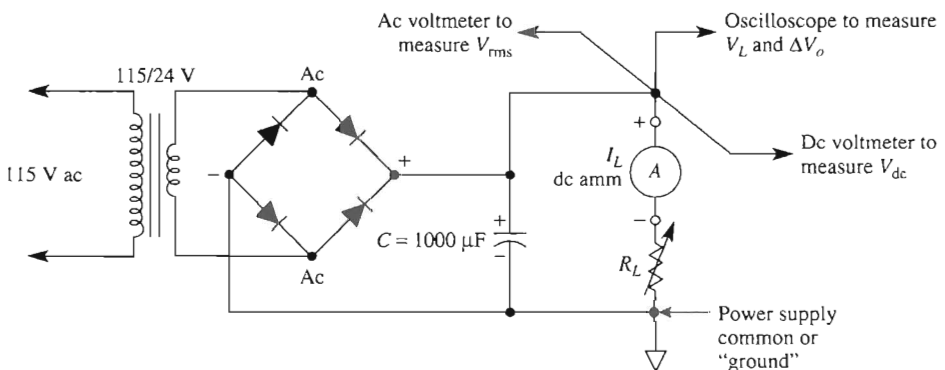 Ac voltmeter to
measure V_rms
Oscilloscope to measure
V_L and ΔV_o
115/24 V
Ac
115 V ac
-
+
+
I_L
dc amm
A
-
Dc voltmeter to
measure V_dc
+
C = 1000 μF
-
R_L
Ac
Power supply
common or
“ground”